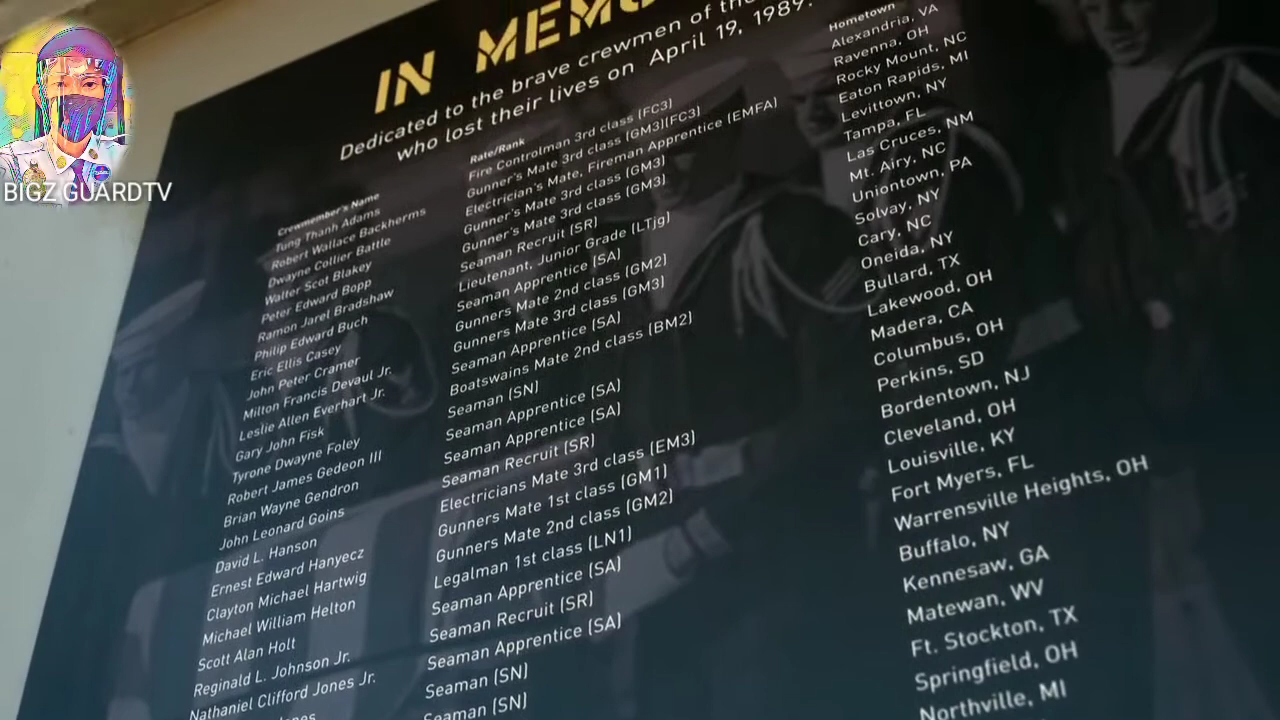 IN MEMO
Dedicated to the brave crewmen of the
who lost their lives on April 19, 1989.
Crewmember's Name
Tung Thanh Adams
Robert Wallace Backherms
Dwayne Collier Battle
Walter Scot Blakey
Peter Edward Bopp
Ramon Jarel Bradshaw
Philip Edward Buch
Eric Ellis Casey
John Peter Cramer
Milton Francis Devaul Jr.
Leslie Allen Everhart Jr.
Gary John Fisk
Tyrone Dwayne Foley
Robert James Gedeon III
Brian Wayne Gendron
John Leonard Goins
David L. Hanson
Ernest Edward Hanyecz
Clayton Michael Hartwig
Michael William Helton
Scott Alan Holt
Reginald L. Johnson Jr.
Nathaniel Clifford Jones Jr.
Rate/Rank
Fire Controlman 3rd class (FC3)
Gunner's Mate 3rd class (GM3)(FC3)
Electrician's Mate, Fireman Apprentice (EMFA)
Gunner's Mate 3rd class (GM3)
Gunner's Mate 3rd class (GM3)
Seaman Recruit (SR)
Lieutenant, Junior Grade (LTjg)
Seaman Apprentice (SA)
Gunners Mate 2nd class (GM2)
Gunners Mate 3rd class (GM3)
Seaman Apprentice (SA)
Boatswains Mate 2nd class (BM2)
Seaman (SN)
Seaman Apprentice (SA)
Seaman Apprentice (SA)
Seaman Recruit (SR)
Electricians Mate 3rd class (EM3)
Gunners Mate 1st class (GM1)
Gunners Mate 2nd class (GM2)
Legalman 1st class (LN1)
Seaman Apprentice (SA)
Seaman Recruit (SR)
Seaman Apprentice (SA)
Seaman (SN)
Seaman (SN)
Hometown
Alexandria, VA
Ravenna, OH
Rocky Mount, NC
Eaton Rapids, MI
Levittown, NY
Tampa, FL
Las Cruces, NM
Mt. Airy, NC
Uniontown, PA
Solvay, NY
Cary, NC
Oneida, NY
Bullard, TX
Lakewood, OH
Madera, CA
Columbus, OH
Perkins, SD
Bordentown, NJ
Cleveland, OH
Louisville, KY
Fort Myers, FL
Warrensville Heights, OH
Buffalo, NY
Kennesaw, GA
Matewan, WV
Ft. Stockton, TX
Springfield, OH
Northville, MI
BIGZ GUARDTV